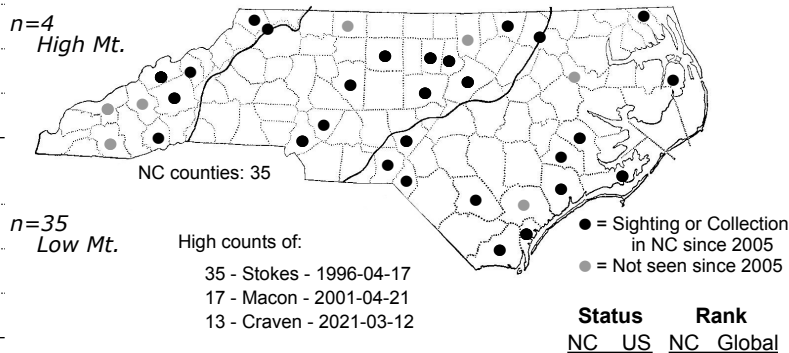 n=4
High Mt.
NC counties: 35
n=35
Low Mt.
High counts of:
35 - Stokes - 1996-04-17
17 - Macon - 2001-04-21
13 - Craven - 2021-03-12
● = Sighting or Collection
in NC since 2005
● = Not seen since 2005
Status Rank
NC US NC Global